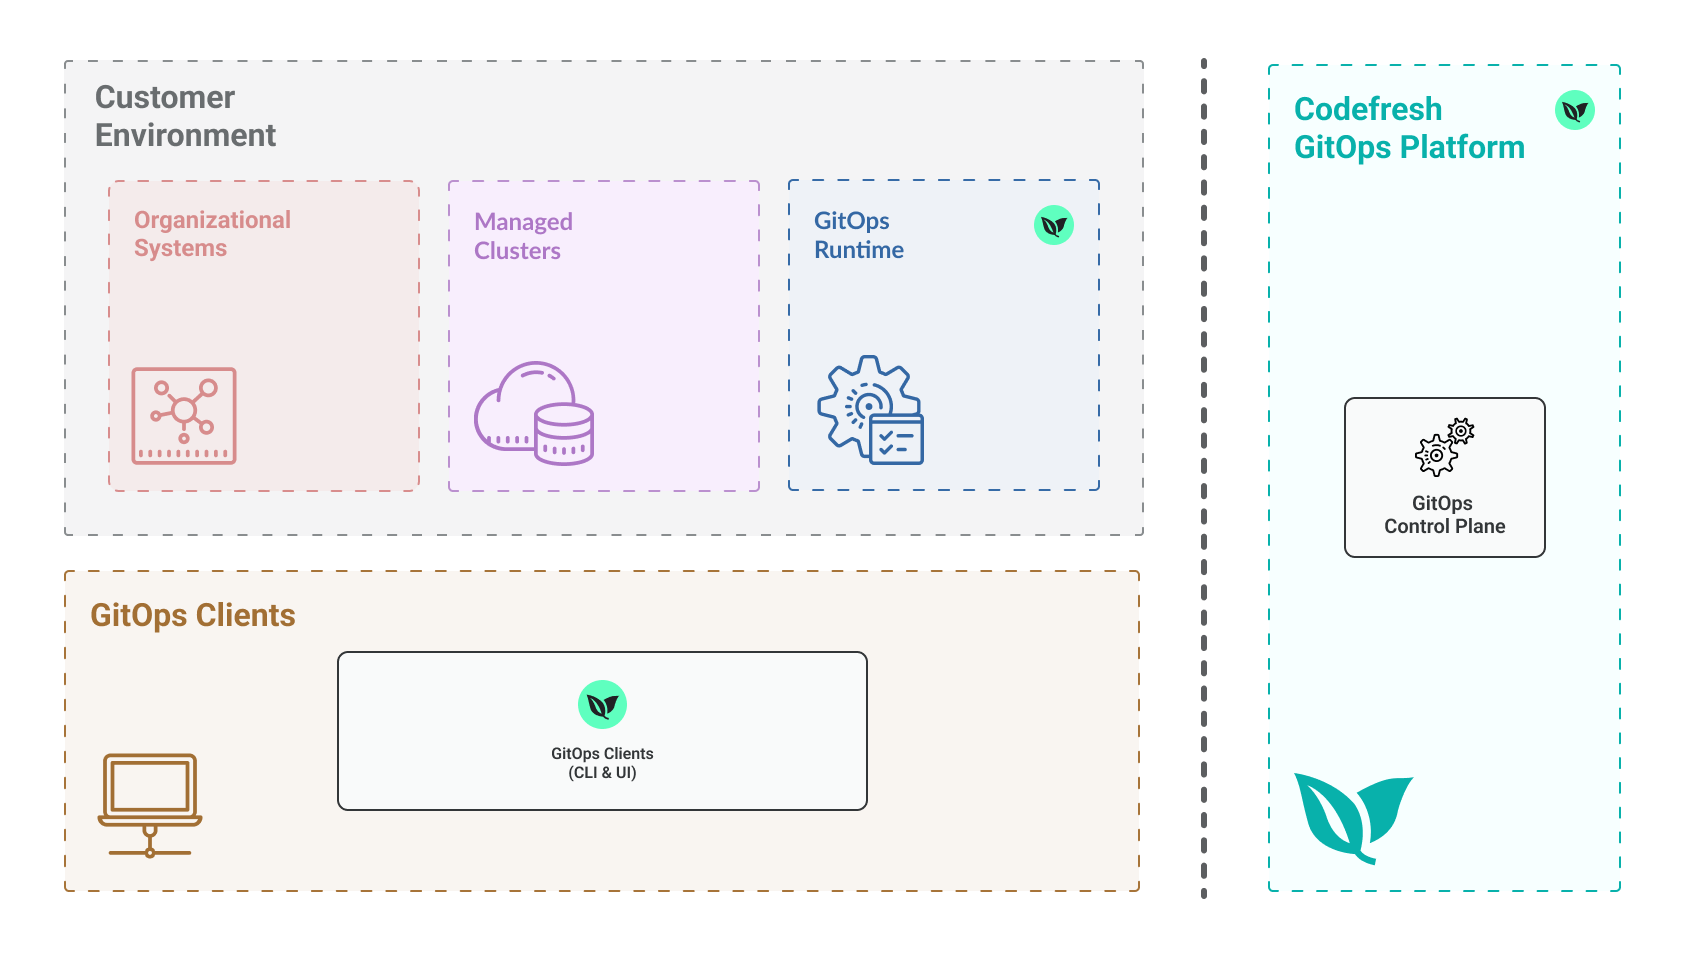 Customer
Environment
Organizational
Systems
Managed
Clusters
GitOps
Runtime
GitOps Clients
GitOps Clients
(CLI & UI)
Codefresh
GitOps Platform
GitOps
Control Plane